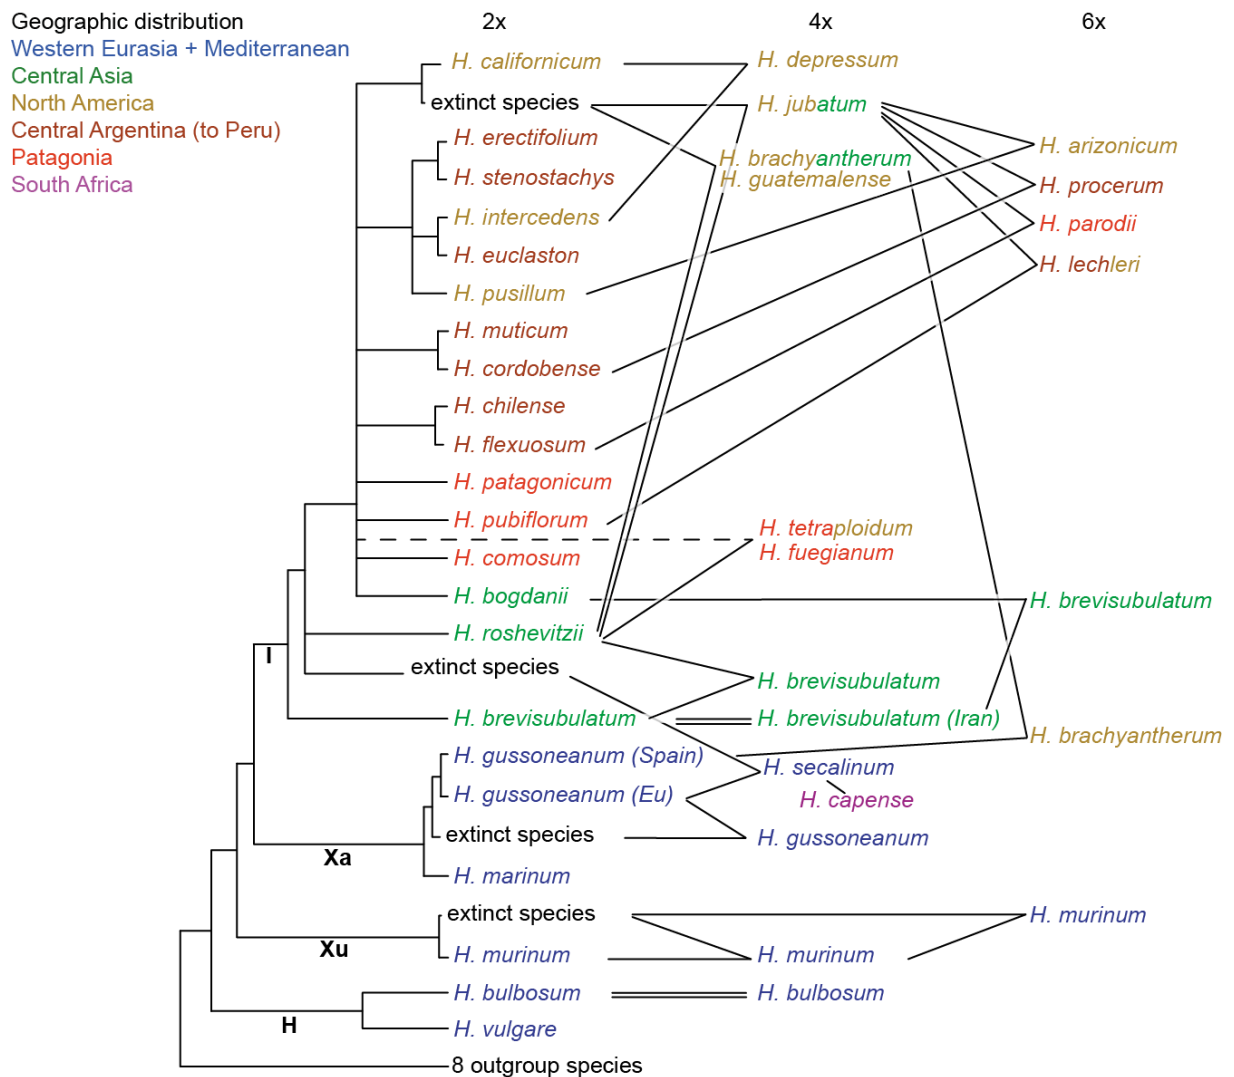 Geographic distribution 2x 4x 6x
Western Eurasia + Mediterranean
Central Asia
North America
Central Argentina (to Peru)
Patagonia
South Africa
H. californicum
H. depressum
extinct species
H. jubatum
H. erectifolium
H. brachyantherum
H. arizonicum
H. stenostachys
H. guatemalense
H. procerum
H. intercedens
H. parodii
H. euclaston
H. lechleri
H. pusillum
H. muticum
H. cordobense
H. chilense
H. flexuosum
H. patagonicum
H. pubiflorum
H. tetraploidum
H. comosum
H. fuegianum
H. bogdanii
H. brevisubulatum
H. roshevitzii
I
extinct species
H. brevisubulatum
H. brevisubulatum
H. brevisubulatum (Iran)
H. brachyantherum
H. gussoneanum (Spain)
H. secalinum
H. gussoneanum (Eu)
H. capense
extinct species
H. gussoneanum
Xa
H. marinum
extinct species
H. murinum
Xu
H. murinum
H. murinum
H. bulbosum
H. bulbosum
H
H. vulgare
8 outgroup species